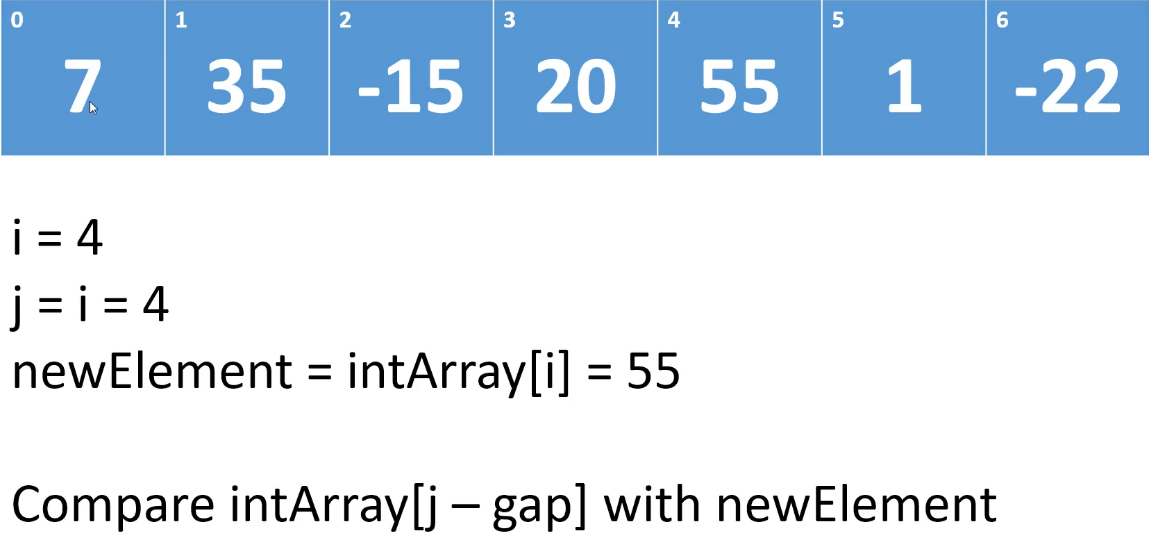 0 1 2 3 4 5 6
7 35 -15 20 55 1 -22
i = 4
j = i = 4
newElement = intArray[i] = 55
Compare intArray[j – gap] with newElement